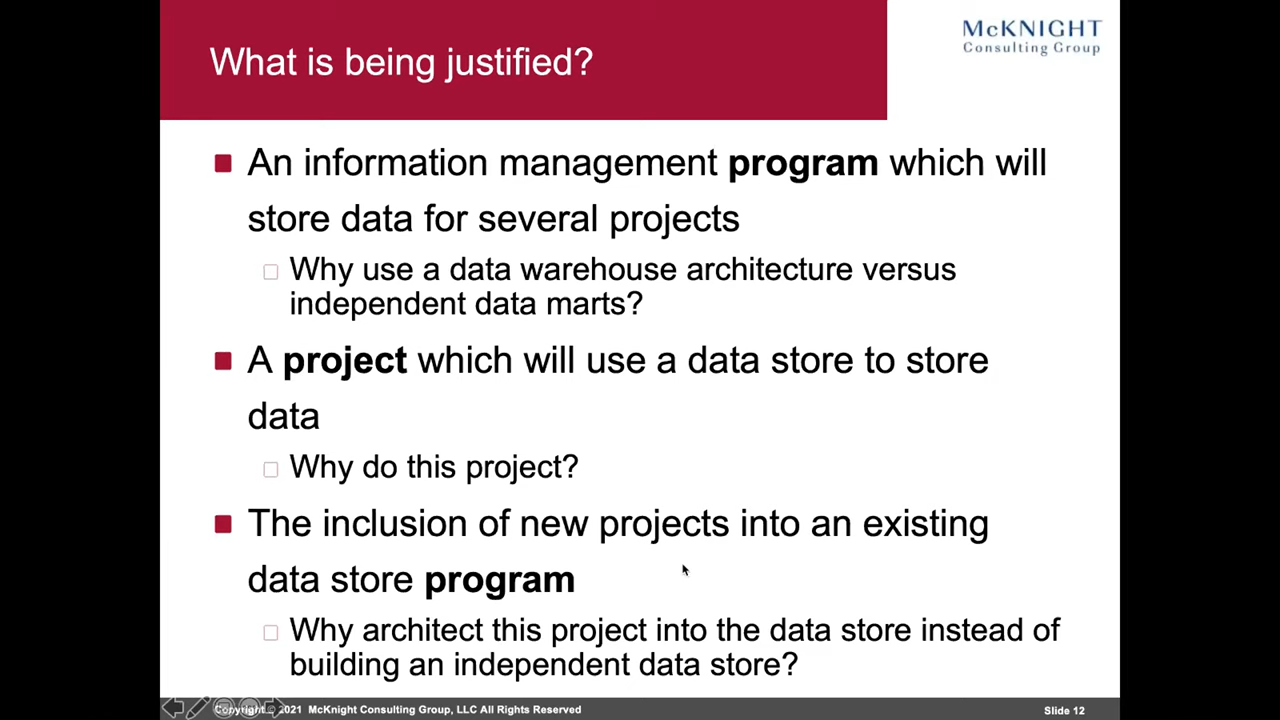 What is being justified?
McKNIGHT
Consulting Group
An information management program which will
store data for several projects
Why use a data warehouse architecture versus
independent data marts?
A project which will use a data store to store
data
Why do this project?
The inclusion of new projects into an existing
data store program
Why architect this project into the data store instead of
building an independent data store?
Copyright © 2021 McKnight Consulting Group, LLC All Rights Reserved
Slide 12